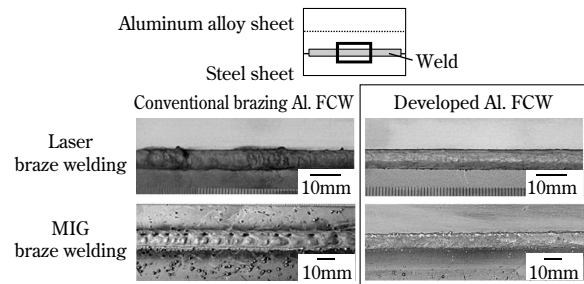 Aluminum alloy sheet
Weld
Steel sheet
Conventional brazing Al. FCW
Developed Al. FCW
Laser
braze welding
10mm
10mm
MIG
braze welding
10mm
10mm